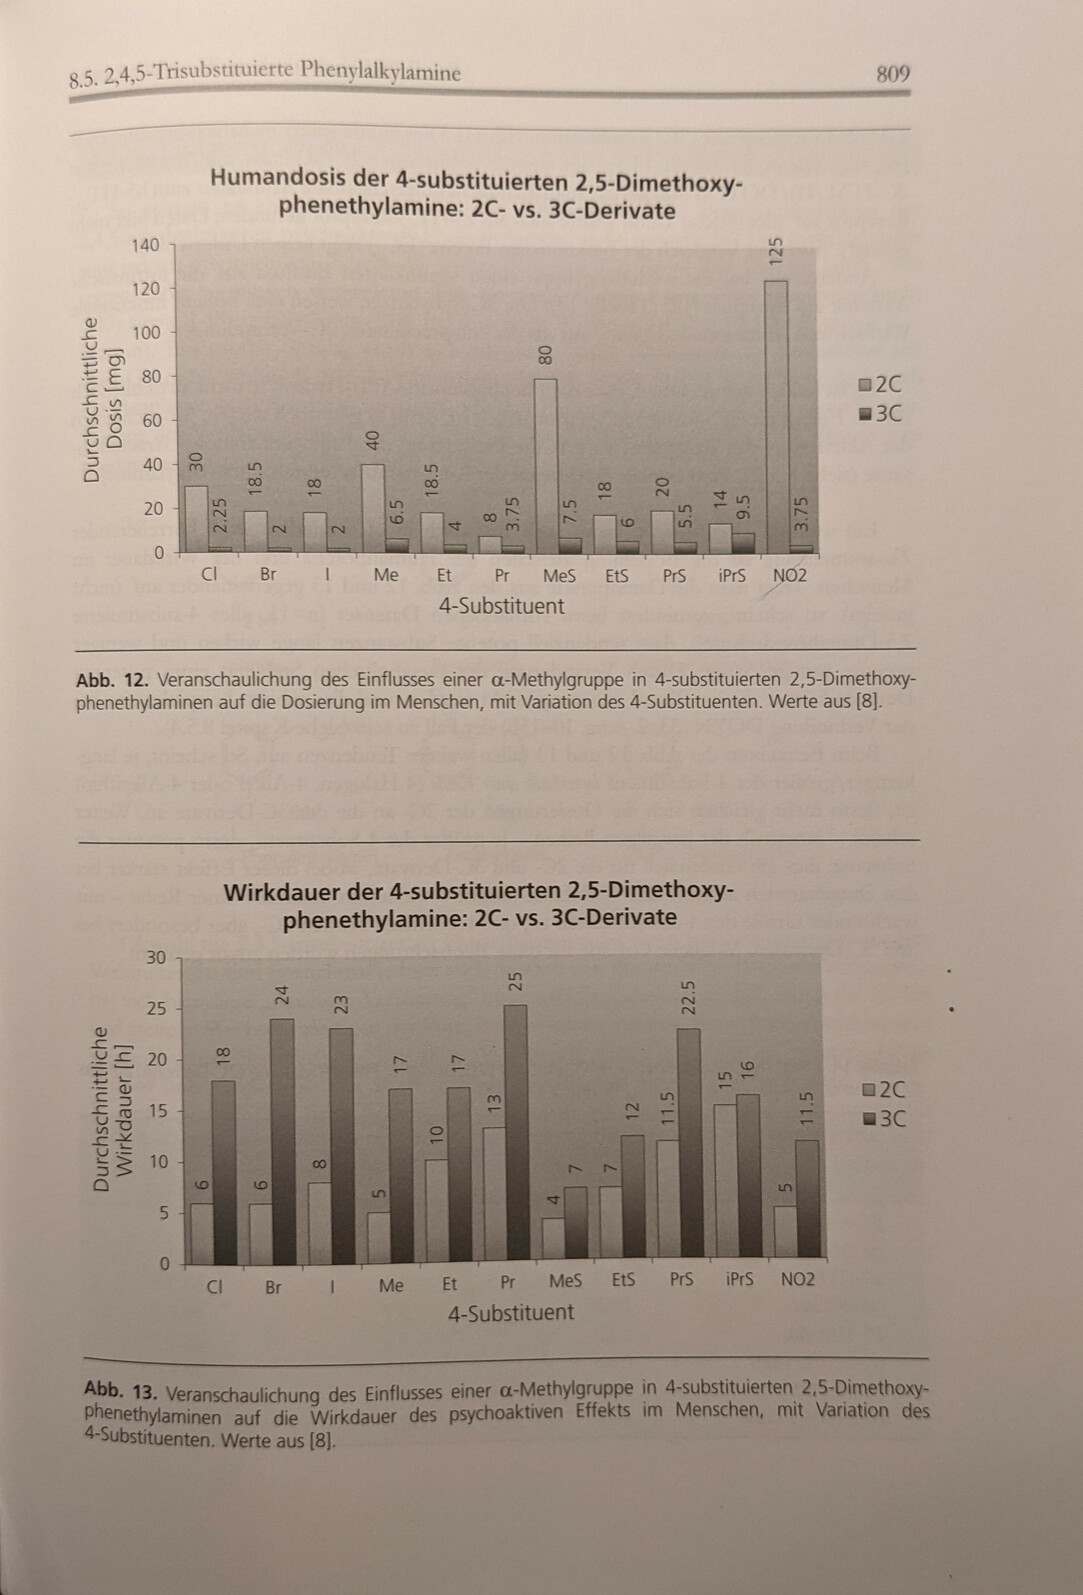 8.5. 2,4,5-Trisubstituierte Phenylalkylamine 809
Humandosis der 4-substituierten 2,5-Dimethoxy-
phenethylamine: 2C- vs. 3C-Derivate
Durchschnittliche
Dosis [mg]
140
120
100
80
60
40
20
0
30 2.25 18.5 2 18 2 40 6.5 18.5 4 8 3.75 80 7.5 18 6 20 5.5 14 9.5 125 3.75
2C
3C
Cl Br I Me Et Pr MeS EtS PrS iPrS NO2
4-Substituent
Abb. 12. Veranschaulichung des Einflusses einer α-Methylgruppe in 4-substituierten 2,5-Dimethoxy-
phenethylaminen auf die Dosierung im Menschen, mit Variation des 4-Substituenten. Werte aus [8].
Wirkdauer der 4-substituierten 2,5-Dimethoxy-
phenethylamine: 2C- vs. 3C-Derivate
Durchschnittliche
Wirkdauer [h]
30
25
20
15
10
5
0
6 18 6 24 8 23 5 17 10 17 13 25 4 7 7 12 11.5 22.5 15 16 5 11.5
2C
3C
Cl Br I Me Et Pr MeS EtS PrS iPrS NO2
4-Substituent
Abb. 13. Veranschaulichung des Einflusses einer α-Methylgruppe in 4-substituierten 2,5-Dimethoxy-
phenethylaminen auf die Wirkdauer des psychoaktiven Effekts im Menschen, mit Variation des
4-Substituenten. Werte aus [8].